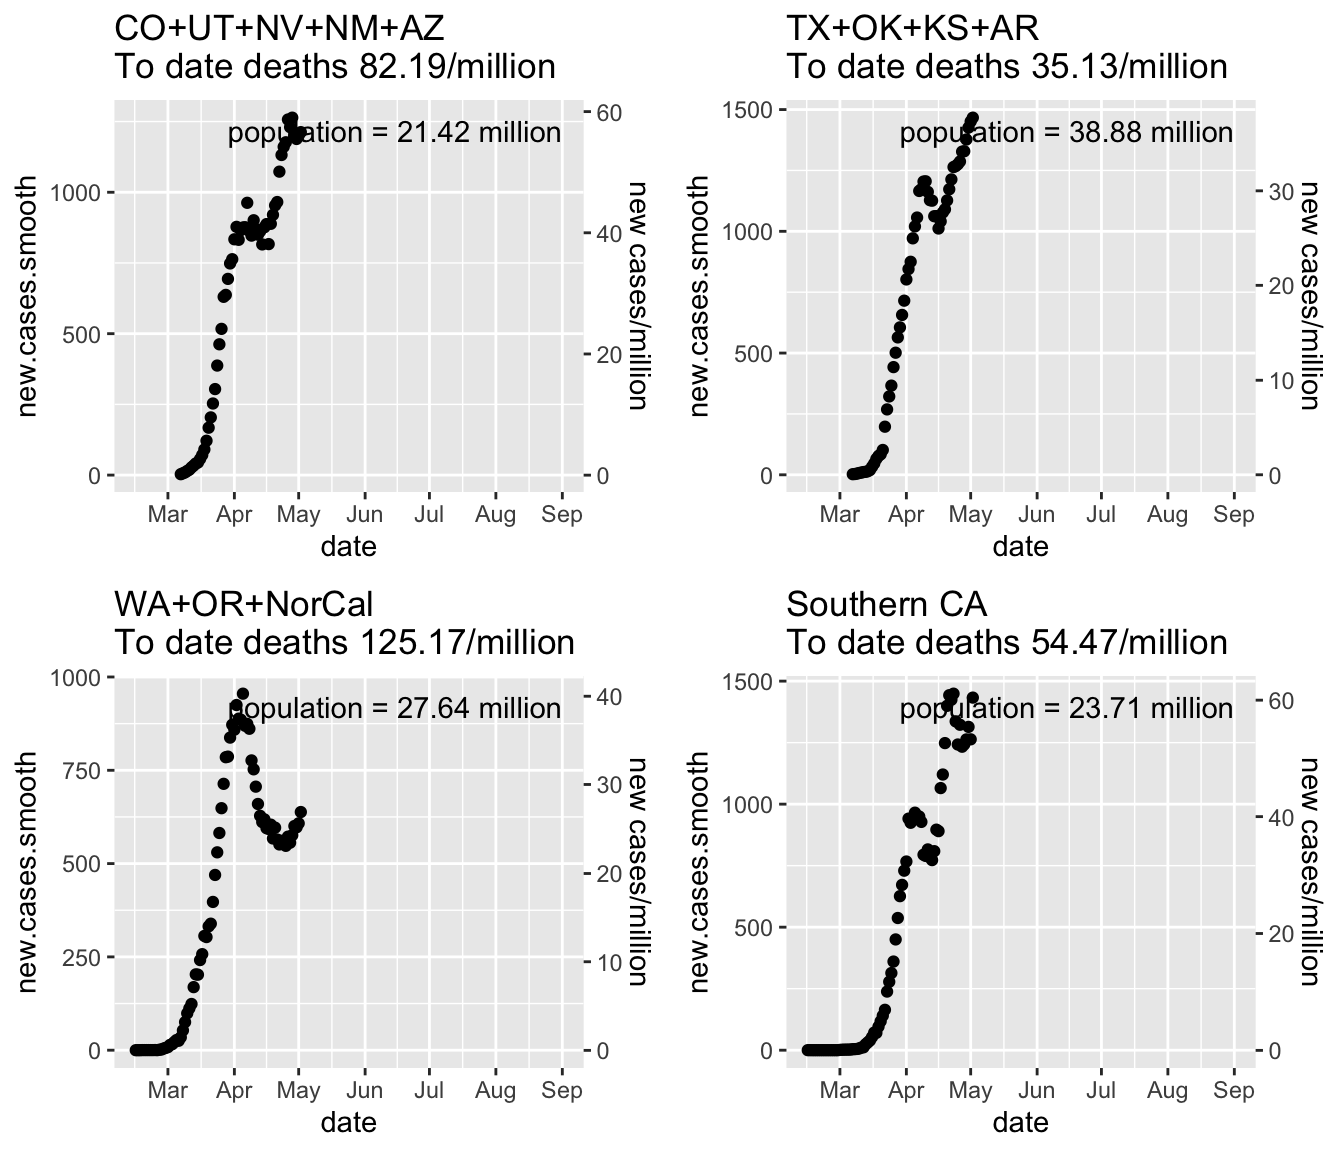 CO+UT+NV+NM+AZ
To date deaths 82.19/million
population = 21.42 million
new.cases.smooth
1000
500
0
60
40
20
0
new cases/million
Mar Apr May Jun Jul Aug Sep
date
TX+OK+KS+AR
To date deaths 35.13/million
population = 38.88 million
new.cases.smooth
1500
1000
500
0
30
20
10
0
new cases/million
Mar Apr May Jun Jul Aug Sep
date
WA+OR+NorCal
To date deaths 125.17/million
population = 27.64 million
new.cases.smooth
1000
750
500
250
0
40
30
20
10
0
new cases/million
Mar Apr May Jun Jul Aug Sep
date
Southern CA
To date deaths 54.47/million
population = 23.71 million
new.cases.smooth
1500
1000
500
0
60
40
20
0
new cases/million
Mar Apr May Jun Jul Aug Sep
date